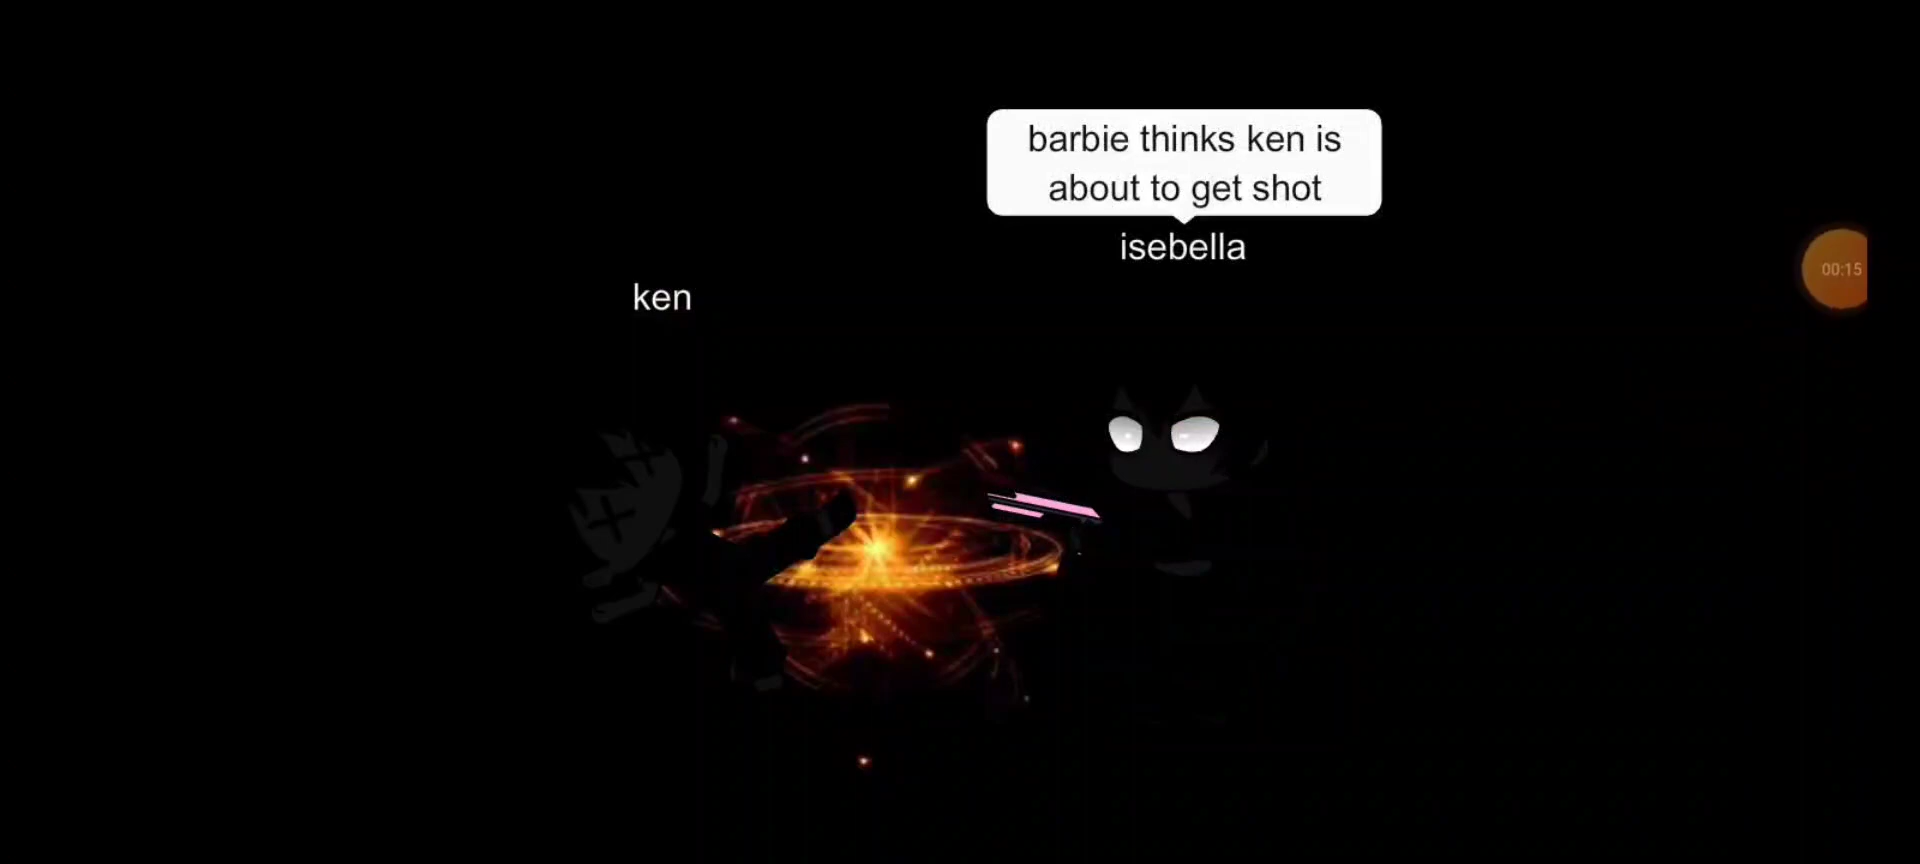 barbie thinks ken is
about to get shot
isebella
ken
00:15